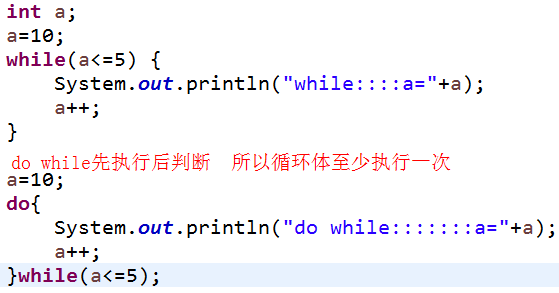 int a;
a=10;
while(a<=5) {
System.out.println("while::::a="+a);
a++;
}
do while先执行后判断 所以循环体至少执行一次
a=10;
do{
System.out.println("do while:::::::a="+a);
a++;
}while(a<=5);